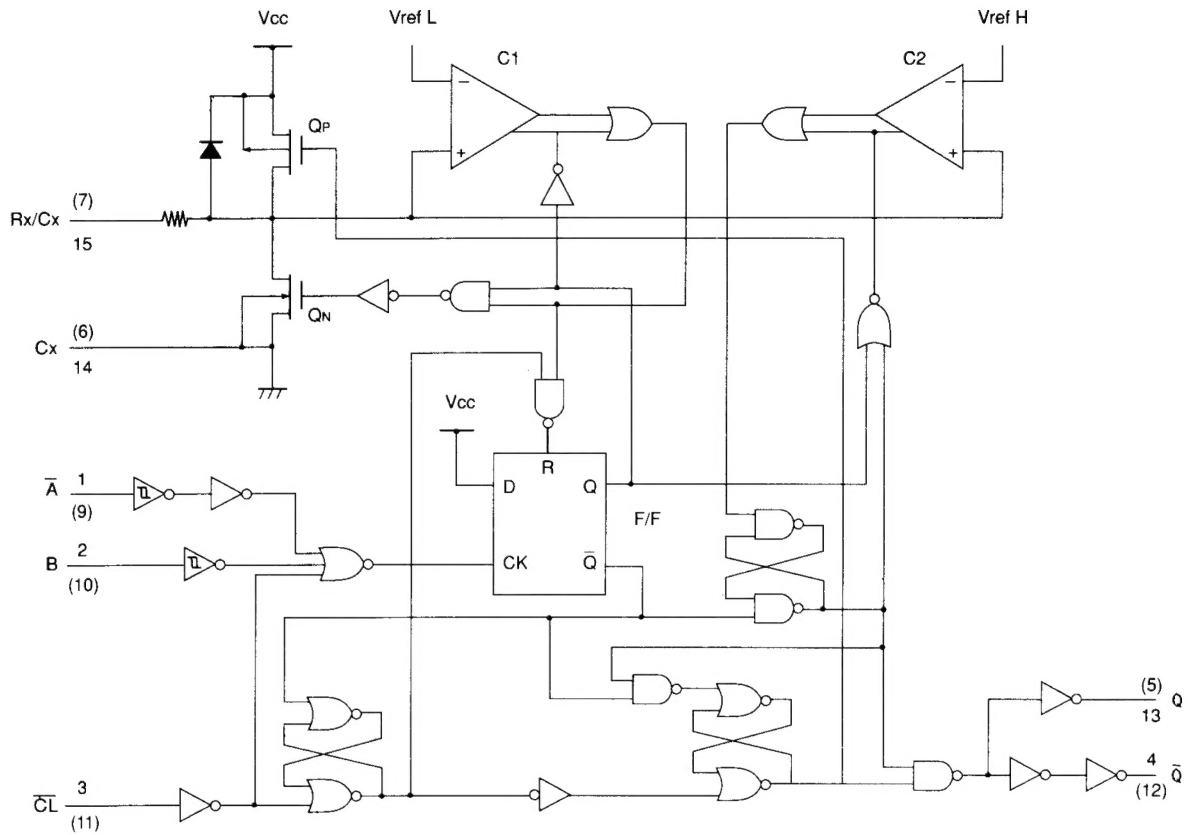 Vcc
Vref L
Vref H
C1
C2
QP
−
+
−
+
Rx/Cx
(7)
15
QN
Cx
(6)
14
Vcc
R
D
Q
F/F
CK
Q̅
A̅
1
(9)
B
2
(10)
C̅L̅
3
(11)
(5)
13
Q
4
(12)
Q̅